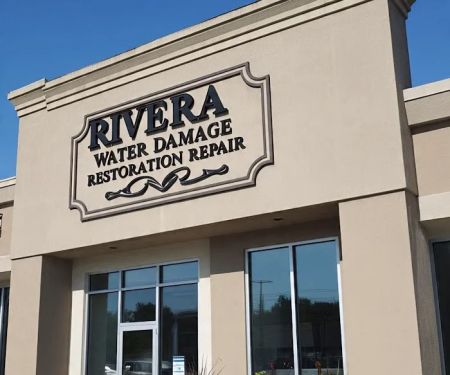 RIVERA
WATER DAMAGE
RESTORATION REPAIR